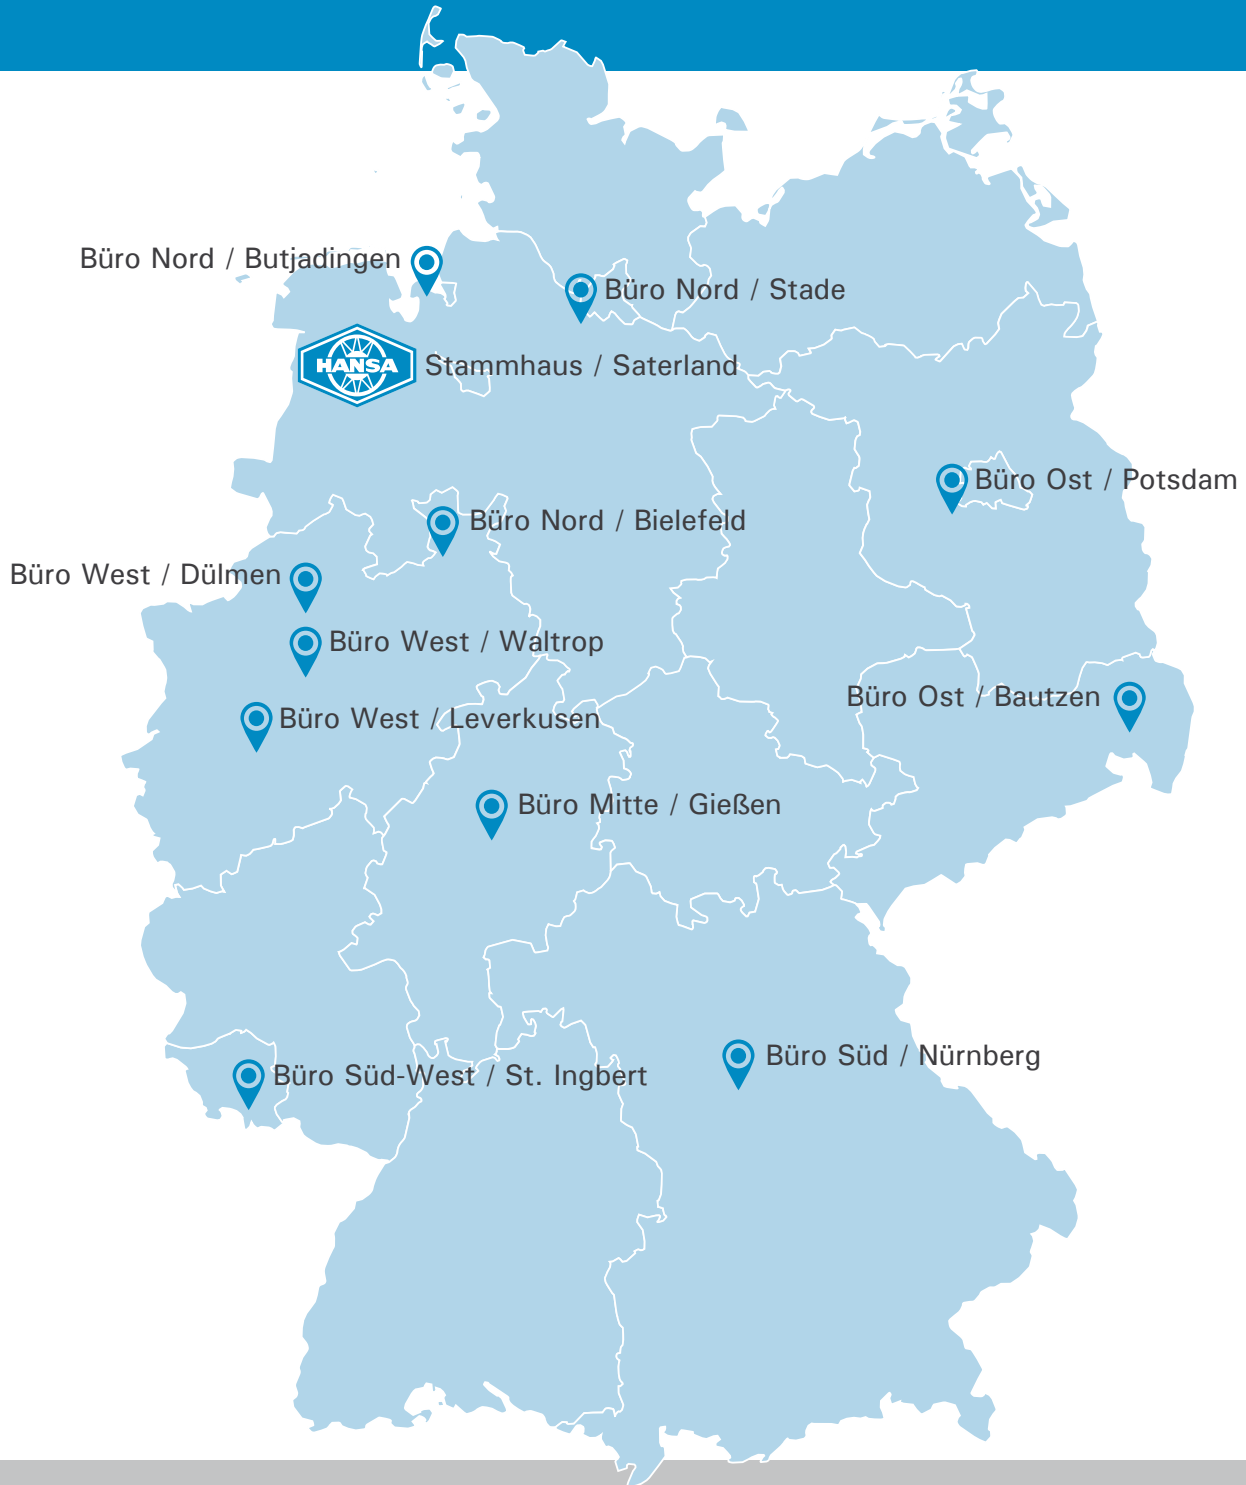 Büro Nord / Butjadingen
Büro Nord / Stade
HANSA
Stammhaus / Saterland
Büro Ost / Potsdam
Büro Nord / Bielefeld
Büro West / Dülmen
Büro West / Waltrop
Büro Ost / Bautzen
Büro West / Leverkusen
Büro Mitte / Gießen
Büro Süd / Nürnberg
Büro Süd-West / St. Ingbert